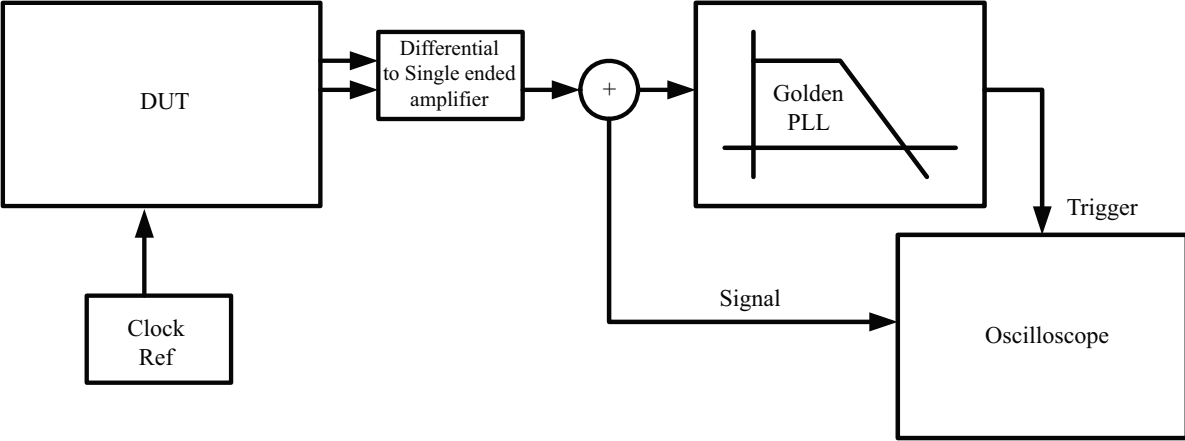 DUT
Differential
to Single ended
amplifier
+
Golden
PLL
Trigger
Signal
Clock
Ref
Oscilloscope